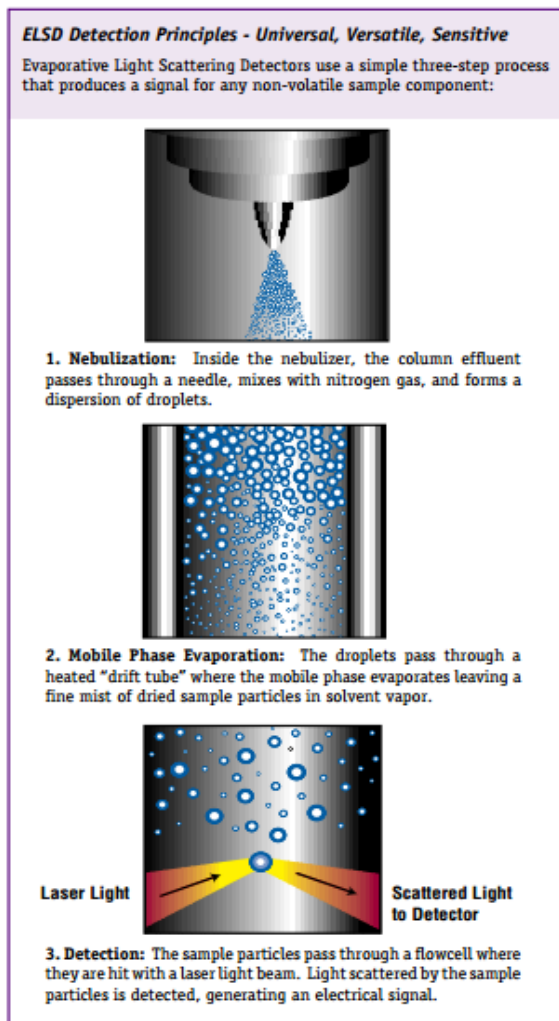 ELSD Detection Principles - Universal, Versatile, Sensitive
Evaporative Light Scattering Detectors use a simple three-step process
that produces a signal for any non-volatile sample component:
1. Nebulization: Inside the nebulizer, the column effluent
passes through a needle, mixes with nitrogen gas, and forms a
dispersion of droplets.
2. Mobile Phase Evaporation: The droplets pass through a
heated “drift tube” where the mobile phase evaporates leaving a
fine mist of dried sample particles in solvent vapor.
Laser Light
Scattered Light
to Detector
3. Detection: The sample particles pass through a flowcell where
they are hit with a laser light beam. Light scattered by the sample
particles is detected, generating an electrical signal.